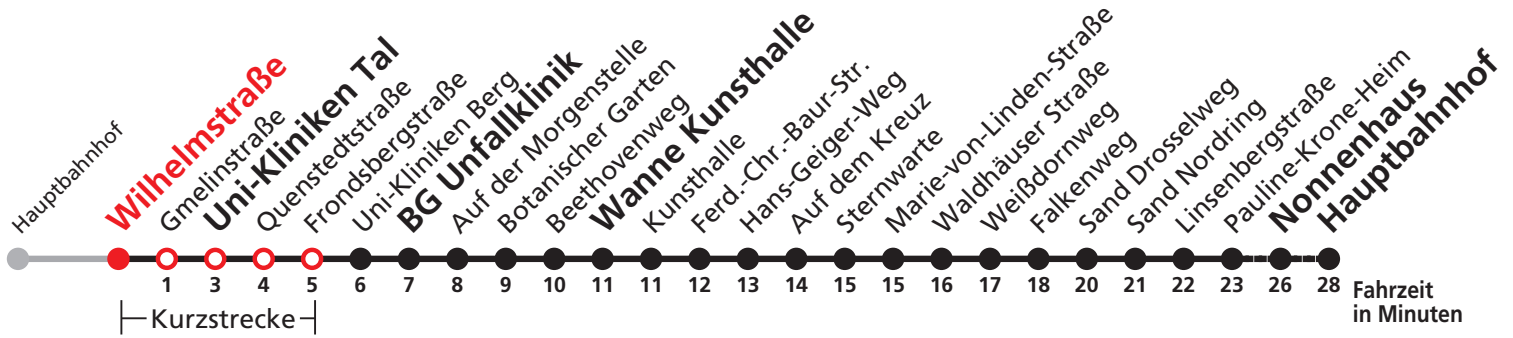 Hauptbahnhof
Wilhelmstraße
Gmelinstraße
Uni-Kliniken Tal
Quenstedtstraße
Frondsbergstraße
Uni-Kliniken Berg
BG Unfallklinik
Auf der Morgenstelle
Botanischer Garten
Beethovenweg
Wanne Kunsthalle
Kunsthalle
Ferd.-Chr.-Baur-Str.
Hans-Geiger-Weg
Auf dem Kreuz
Sternwarte
Marie-von-Linden-Straße
Waldhäuser Straße
Weißdornweg
Falkenweg
Sand Drosselweg
Sand Nordring
Linsenbergstraße
Pauline-Krone-Heim
Nonnenhaus
Hauptbahnhof
1 3 4 5 6 7 8 9 10 11 11 12 13 14 15 15 16 17 18 20 21 22 23 26 28
Fahrzeit
in Minuten
Kurzstrecke